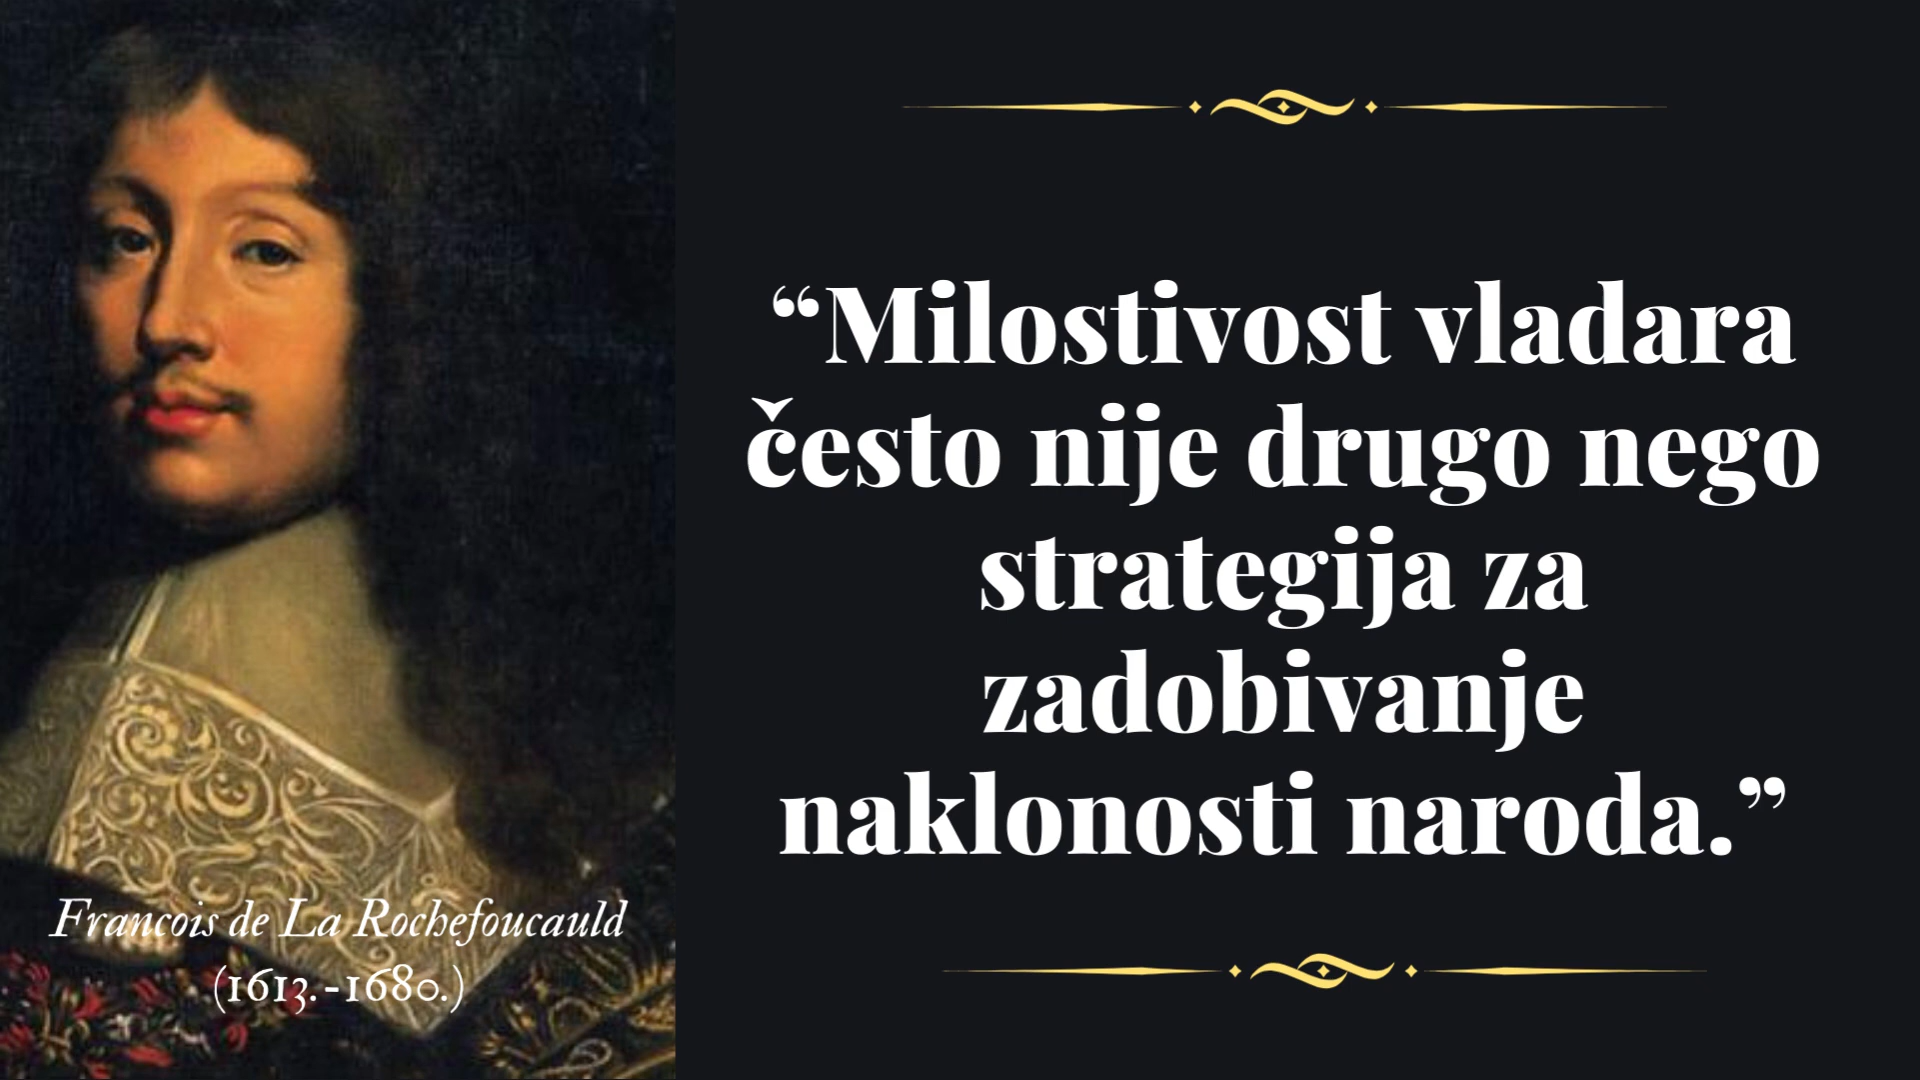 Francois de La Rochefoucauld
(1613.-1680.)
“Milostivost vladara
često nije drugo nego
strategija za
zadobivanje
naklonosti naroda.”